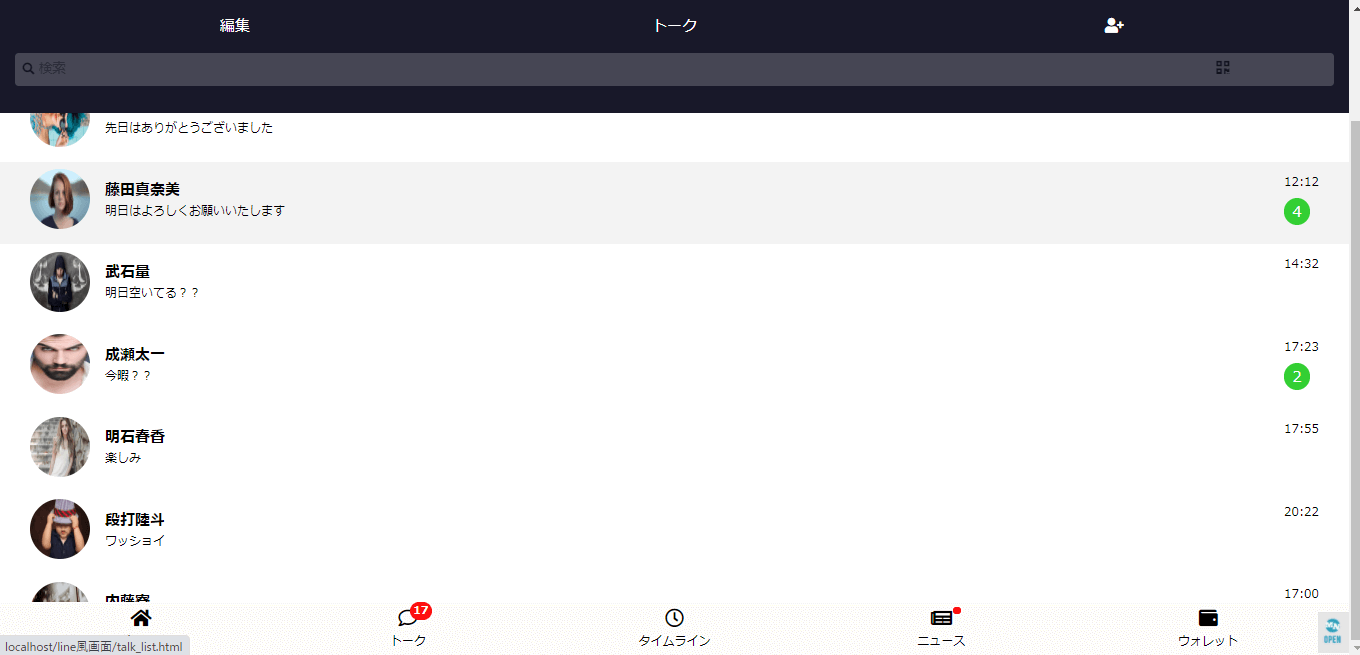 編集
トーク
検索
先日はありがとうございました
藤田真奈美
12:12
明日はよろしくお願いいたします
4
武石量
14:32
明日空いてる？？
成瀬太一
17:23
今暇？？
2
明石春香
17:55
楽しみ
段打陸斗
20:22
ワッショイ
内藤寮
17:00
17
トーク
タイムライン
ニュース
ウォレット
OPEN
localhost/line風画面/talk_list.html